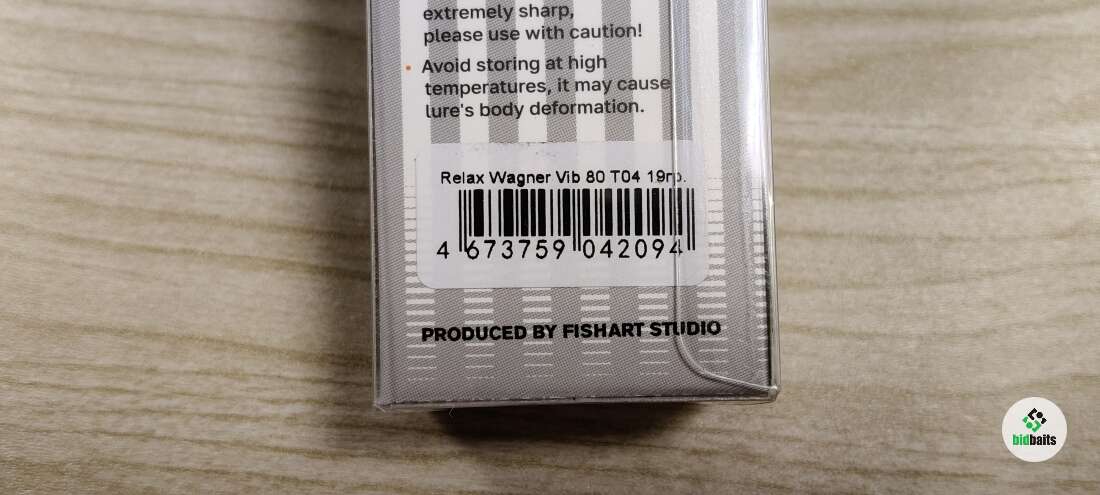 extremely sharp,
please use with caution!
• Avoid storing at high
temperatures, it may cause
lure's body deformation.
Relax Wagner Vib 80 T04 19гр.
4 673759 042094
PRODUCED BY FISHART STUDIO
bidbaits